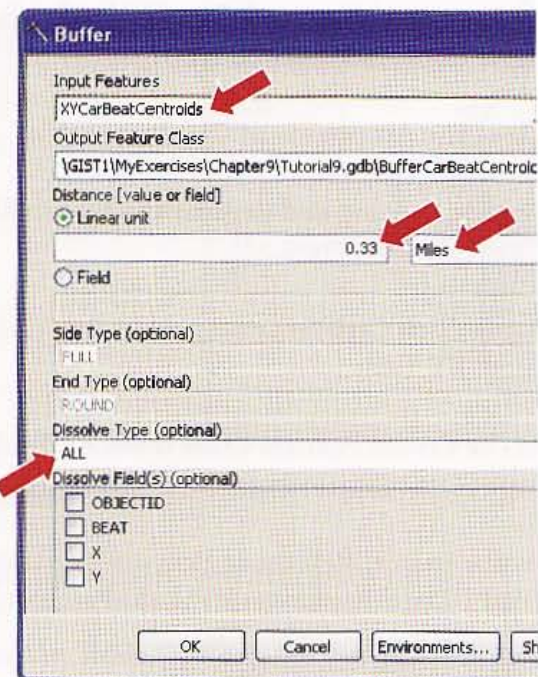 Buffer
Input Features
XYCarBeatCentroids
Output Feature Class
\GIST1\MyExercises\Chapter9\Tutorial9.gdb\BufferCarBeatCentroid
Distance [value or field]
Linear unit
0.33 Miles
Field
Side Type (optional)
FULL
End Type (optional)
ROUND
Dissolve Type (optional)
ALL
Dissolve Field(s) (optional)
OBJECTID
BEAT
X
Y
OK Cancel Environments... Sh